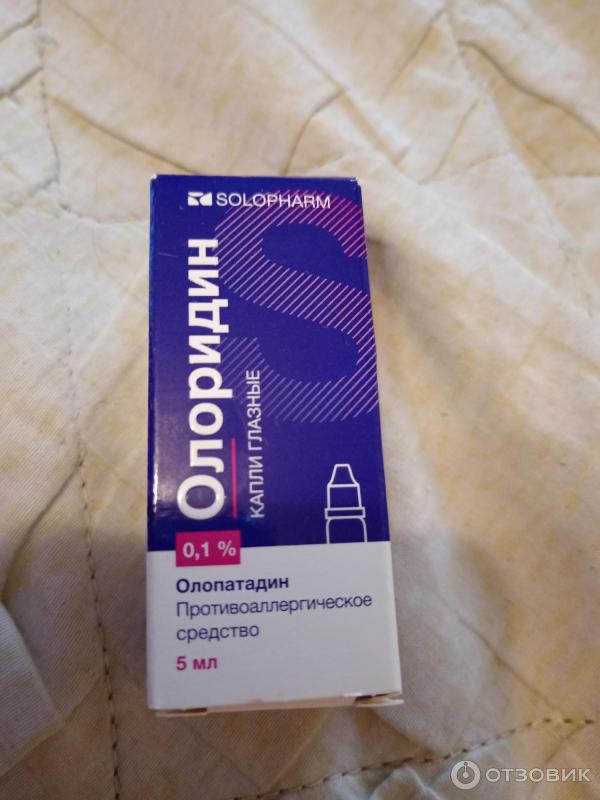 SOLOPHARM
Олоридин
КАПЛИ ГЛАЗНЫЕ
0,1 %
Олопатадин
Противоаллергическое
средство
5 мл
ОТЗОВИК